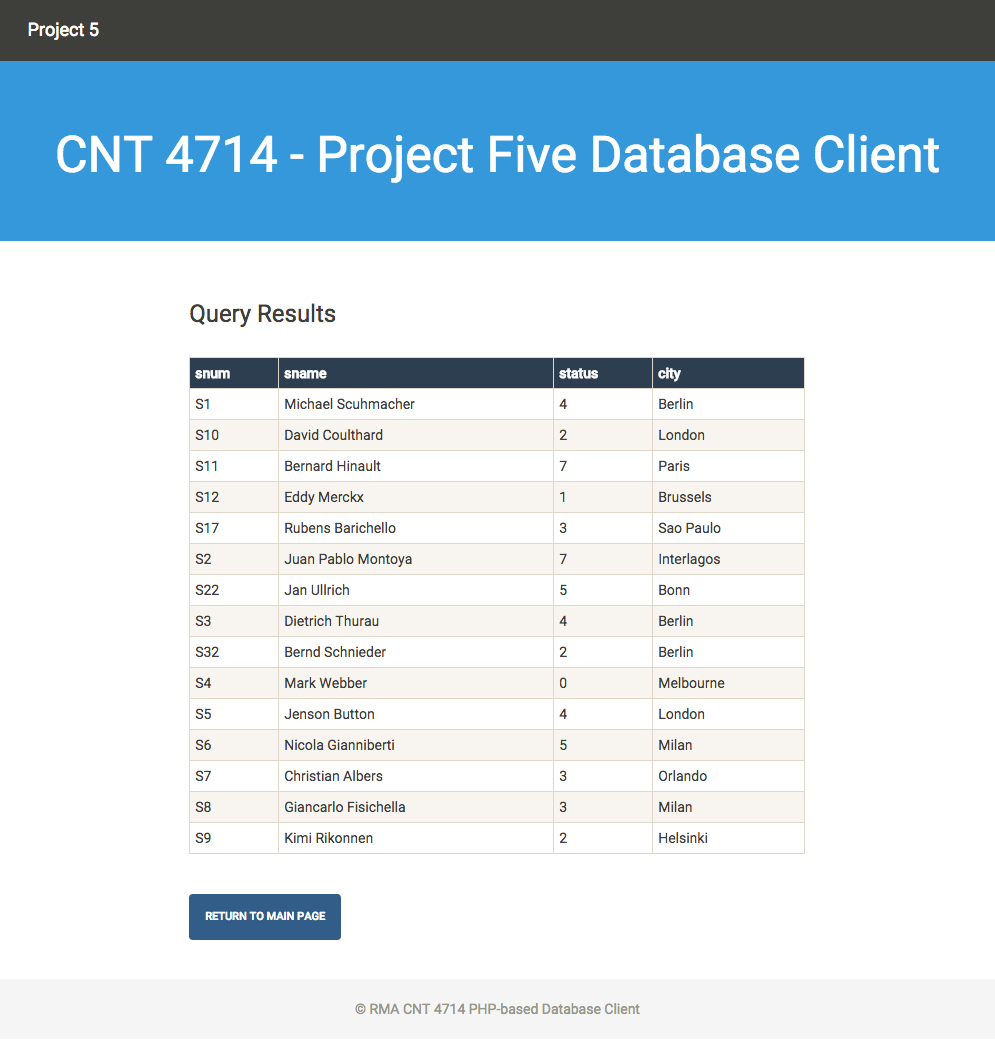 Project 5
CNT 4714 - Project Five Database Client
Query Results
snum sname status city
S1 Michael Scuhmacher 4 Berlin
S10 David Coulthard 2 London
S11 Bernard Hinault 7 Paris
S12 Eddy Merckx 1 Brussels
S17 Rubens Barichello 3 Sao Paulo
S2 Juan Pablo Montoya 7 Interlagos
S22 Jan Ullrich 5 Bonn
S3 Dietrich Thurau 4 Berlin
S32 Bernd Schnieder 2 Berlin
S4 Mark Webber 0 Melbourne
S5 Jenson Button 4 London
S6 Nicola Gianniberti 5 Milan
S7 Christian Albers 3 Orlando
S8 Giancarlo Fisichella 3 Milan
S9 Kimi Rikonnen 2 Helsinki
RETURN TO MAIN PAGE
© RMA CNT 4714 PHP-based Database Client